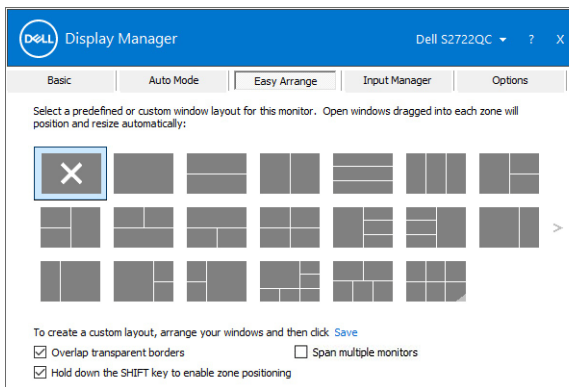 DELL Display Manager Dell S2722QC ? X
Basic Auto Mode Easy Arrange Input Manager Options
Select a predefined or custom window layout for this monitor. Open windows dragged into each zone will
position and resize automatically:
>
To create a custom layout, arrange your windows and then click Save
Overlap transparent borders Span multiple monitors
Hold down the SHIFT key to enable zone positioning